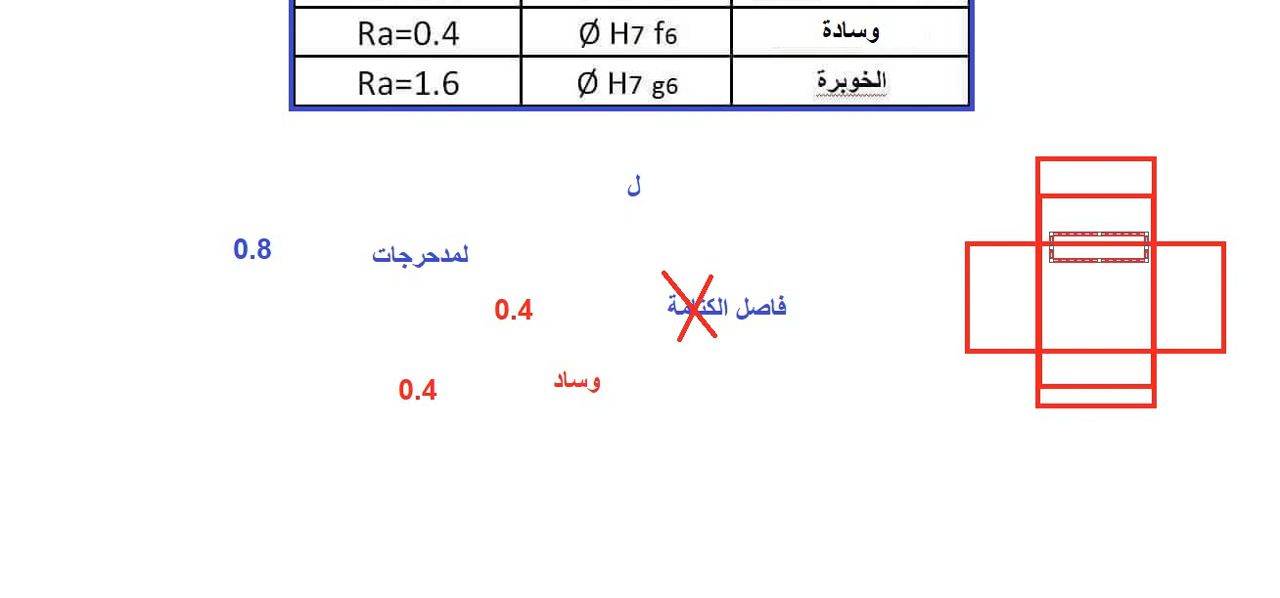 وسادة Ø H7 f6 Ra=0.4
الخوبرة Ø H7 g6 Ra=1.6
ل
لمدحرجات 0.8
فاصل الكتامة 0.4
وساد 0.4